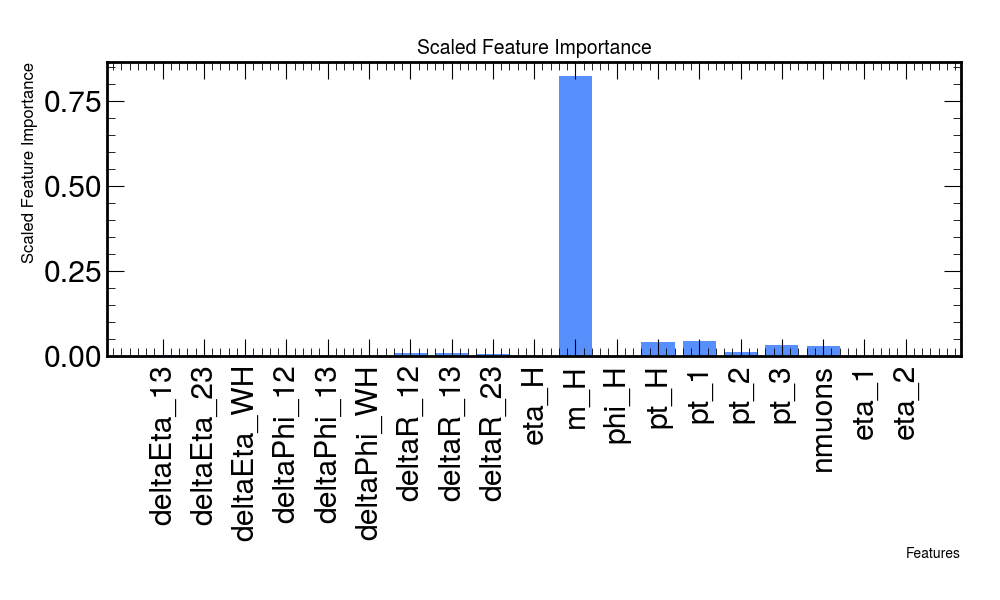 Scaled Feature Importance
Scaled Feature Importance
0.75
0.50
0.25
0.00
deltaEta_13
deltaEta_23
deltaEta_WH
deltaPhi_12
deltaPhi_13
deltaPhi_WH
deltaR_12
deltaR_13
deltaR_23
eta_H
m_H
phi_H
pt_H
pt_1
pt_2
pt_3
nmuons
eta_1
eta_2
Features